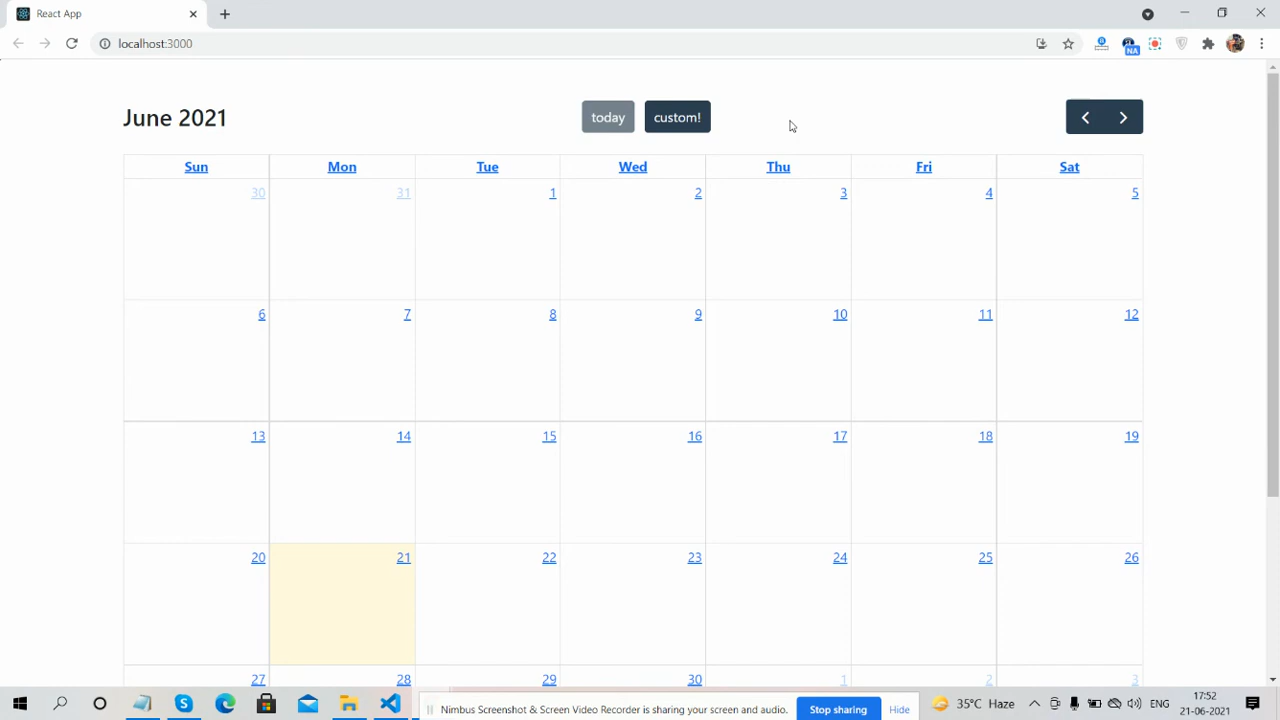 React App
localhost:3000
NA
June 2021
today custom!
Sun Mon Tue Wed Thu Fri Sat
30 31 1 2 3 4 5
6 7 8 9 10 11 12
13 14 15 16 17 18 19
20 21 22 23 24 25 26
27 28 29 30 1 2 3
Nimbus Screenshot & Screen Video Recorder is sharing your screen and audio. Stop sharing Hide
35°C Haze
ENG
17:52
21-06-2021